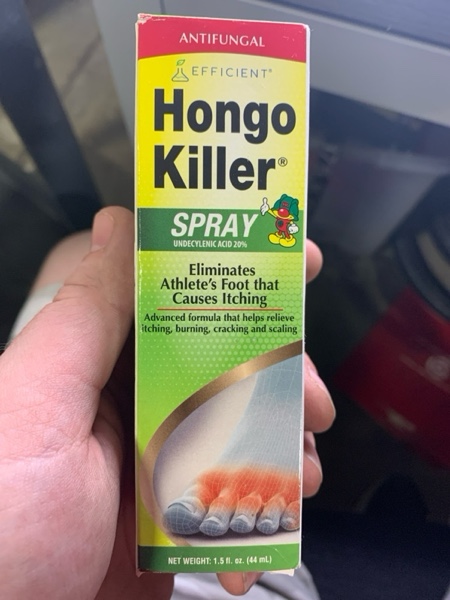 ANTIFUNGAL
EFFICIENT®
Hongo
Killer®
SPRAY
UNDECYLENIC ACID 20%
Eliminates
Athlete's Foot that
Causes Itching
Advanced formula that helps relieve
itching, burning, cracking and scaling
NET WEIGHT: 1.5 fl. oz. (44 mL)